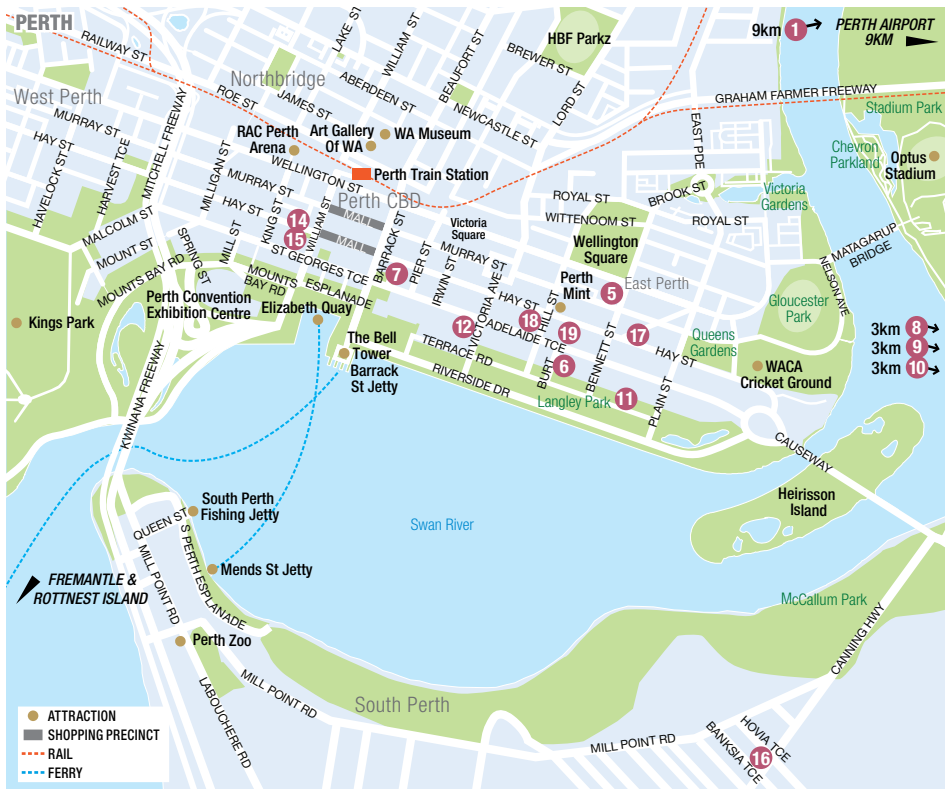 PERTH
RAILWAY ST
LAKE ST
WILLIAM ST
BEAUFORT ST
HBF Parkz
BREWER ST
9km 1
PERTH AIRPORT
9KM
Northbridge
ABERDEEN ST
LORD ST
GRAHAM FARMER FREEWAY
West Perth
ROE ST
JAMES ST
NEWCASTLE ST
Stadium Park
MURRAY ST
HAY ST
MITCHELL FREEWAY
RAC Perth
Arena
Art Gallery
Of WA
WA Museum
EAST PDE
Chevron
Parkland
Optus
Stadium
HAVELOCK ST
HARVEST TCE
MILLIGAN ST
WELLINGTON ST
Perth Train Station
MURRAY ST
HAY ST
Perth CBD
ROYAL ST
BROOK ST
Victoria
Gardens
MALCOLM ST
KING ST
14
WILLIAM ST
MALL
MALL
BARRACK ST
Victoria
Square
WITTENOOM ST
ROYAL ST
MOUNT ST
MILL ST
15
PIER ST
MURRAY ST
Wellington
Square
MATAGARUP
BRIDGE
MOUNTS BAY RD
SPRING ST
ST GEORGES TCE
7
IRWIN ST
NELSON AVE
MOUNTS
BAY RD
ESPLANADE
VICTORIA AVE
HAY ST
HILL ST
Perth
Mint
5
East Perth
Perth Convention
Exhibition Centre
Elizabeth Quay
Gloucester
Park
Kings Park
12
18
ADELAIDE TCE
19
BENNETT ST
17
HAY ST
Queens
Gardens
3km 8
3km 9
3km 10
The Bell
Tower
Barrack
St Jetty
TERRACE RD
BURT
6
WACA
Cricket Ground
RIVERSIDE DR
Langley Park
11
PLAIN ST
KWINANA FREEWAY
CAUSEWAY
Heirisson
Island
South Perth
Fishing Jetty
QUEEN ST
Swan River
S PERTH ESPLANADE
Mends St Jetty
FREMANTLE &
ROTTNEST ISLAND
MILL POINT RD
McCallum Park
Perth Zoo
CANNING HWY
LABOUCHERE RD
MILL POINT RD
South Perth
MILL POINT RD
HOVIA TCE
BANKSIA TCE
16
ATTRACTION
SHOPPING PRECINCT
RAIL
FERRY